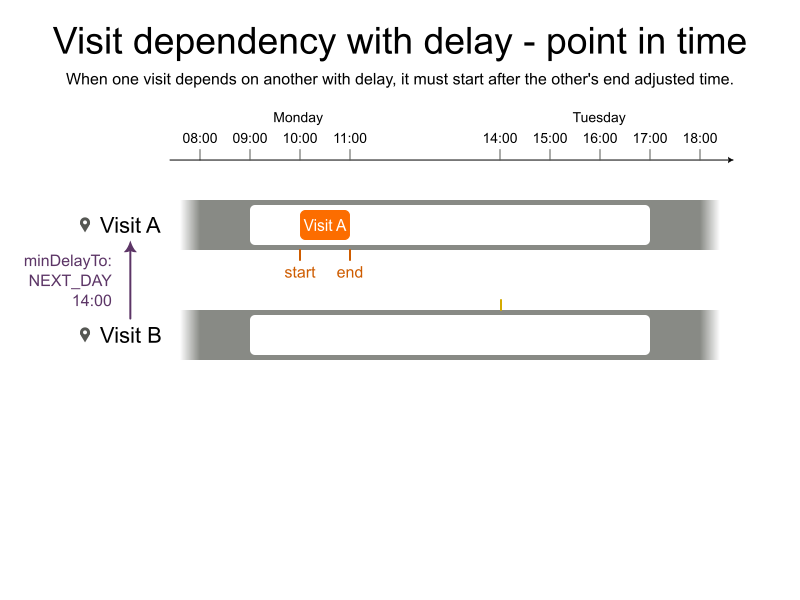 Visit dependency with delay - point in time
When one visit depends on another with delay, it must start after the other's end adjusted time.
Monday Tuesday
08:00 09:00 10:00 11:00 14:00 15:00 16:00 17:00 18:00
Visit A Visit A
start end
minDelayTo:
NEXT_DAY
14:00
Visit B